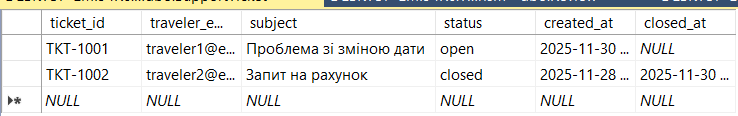 ticket_id traveler_e... subject status created_at closed_at
TKT-1001 traveler1@e... Проблема зі зміною дати open 2025-11-30 ... NULL
TKT-1002 traveler2@e... Запит на рахунок closed 2025-11-28 ... 2025-11-30 ...
NULL NULL NULL NULL NULL NULL